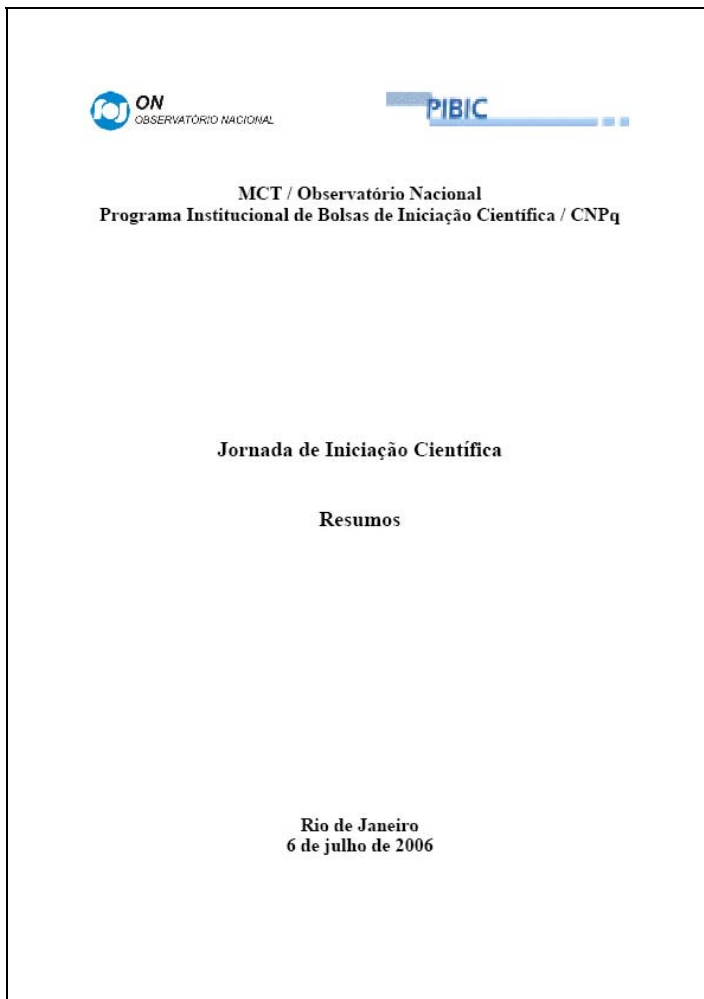 ON
OBSERVATÓRIO NACIONAL
PIBIC
MCT / Observatório Nacional
Programa Institucional de Bolsas de Iniciação Científica / CNPq
Jornada de Iniciação Científica
Resumos
Rio de Janeiro
6 de julho de 2006